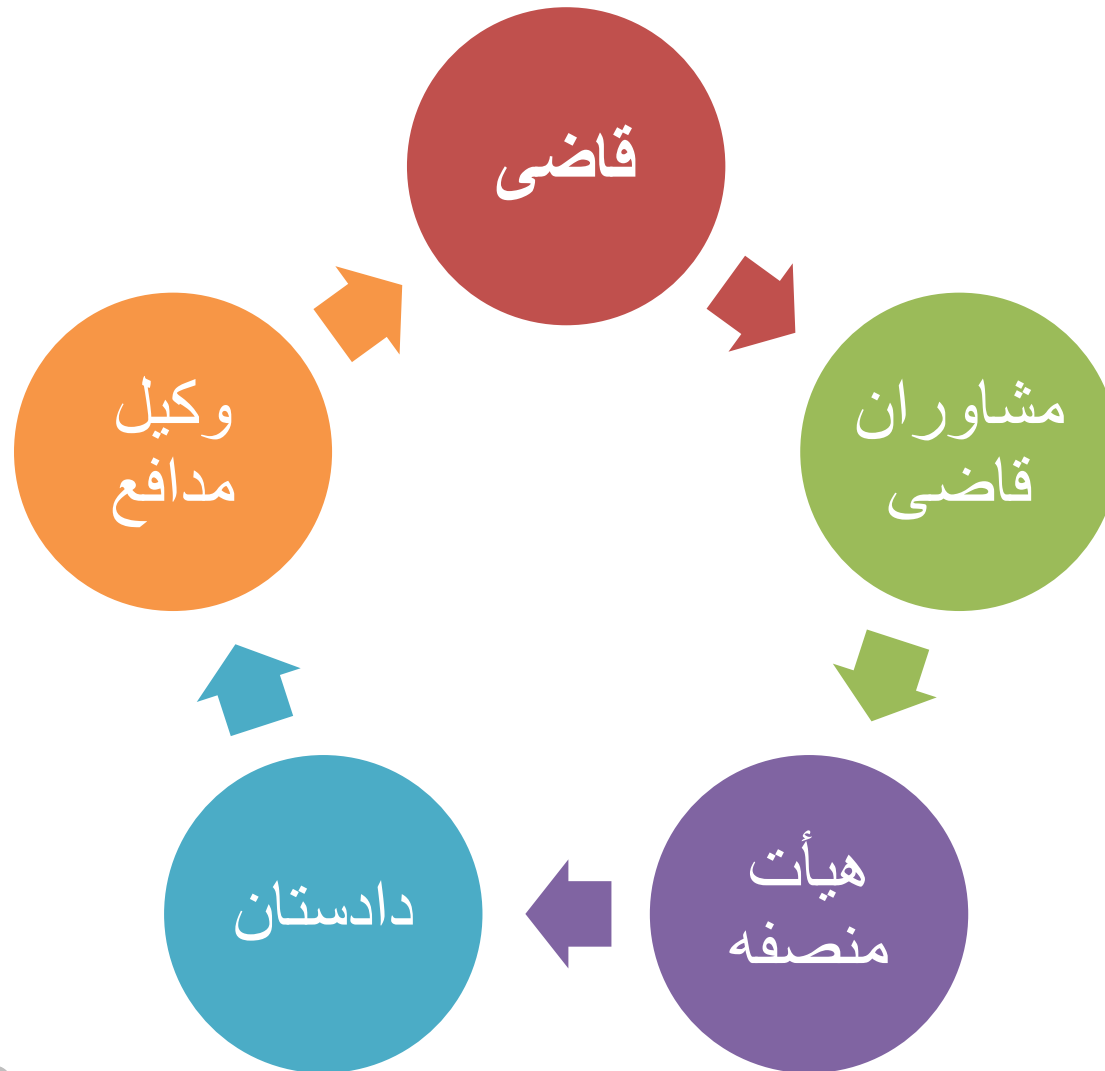 قاضی
مشاوران
قاضی
هیأت
منصفه
دادستان
وکیل
مدافع